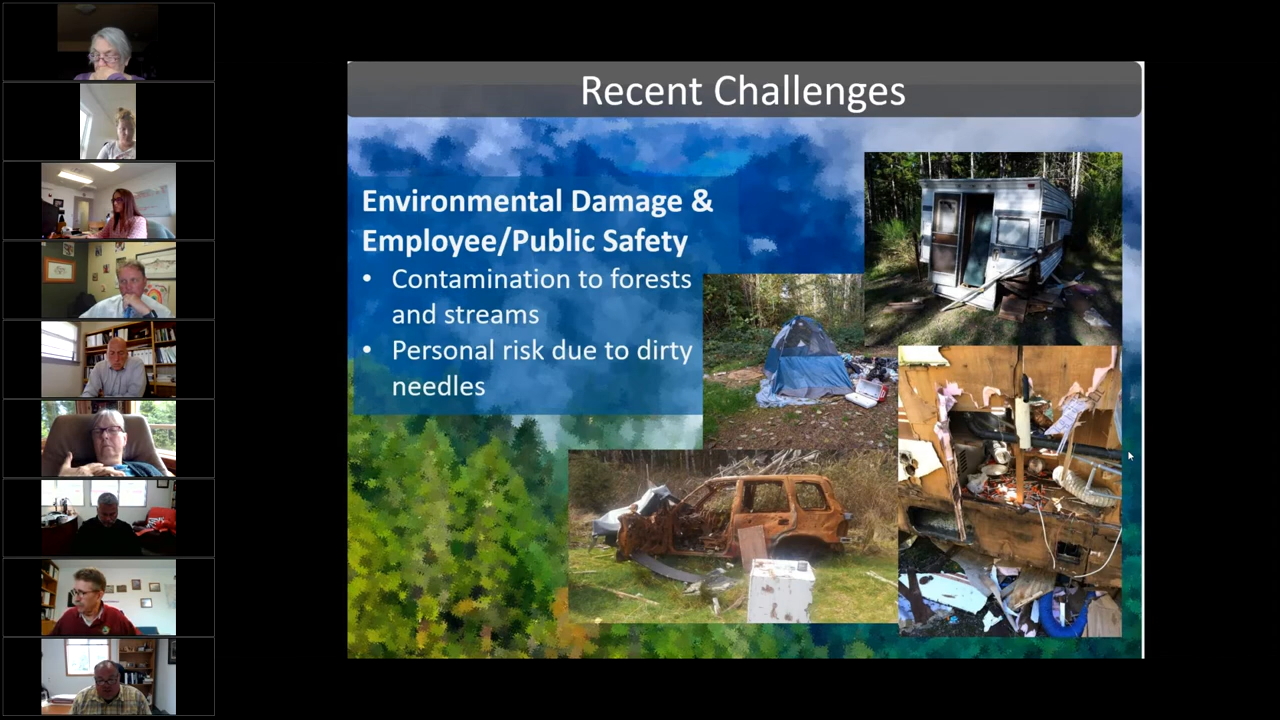 Recent Challenges
Environmental Damage &
Employee/Public Safety
• Contamination to forests
and streams
• Personal risk due to dirty
needles